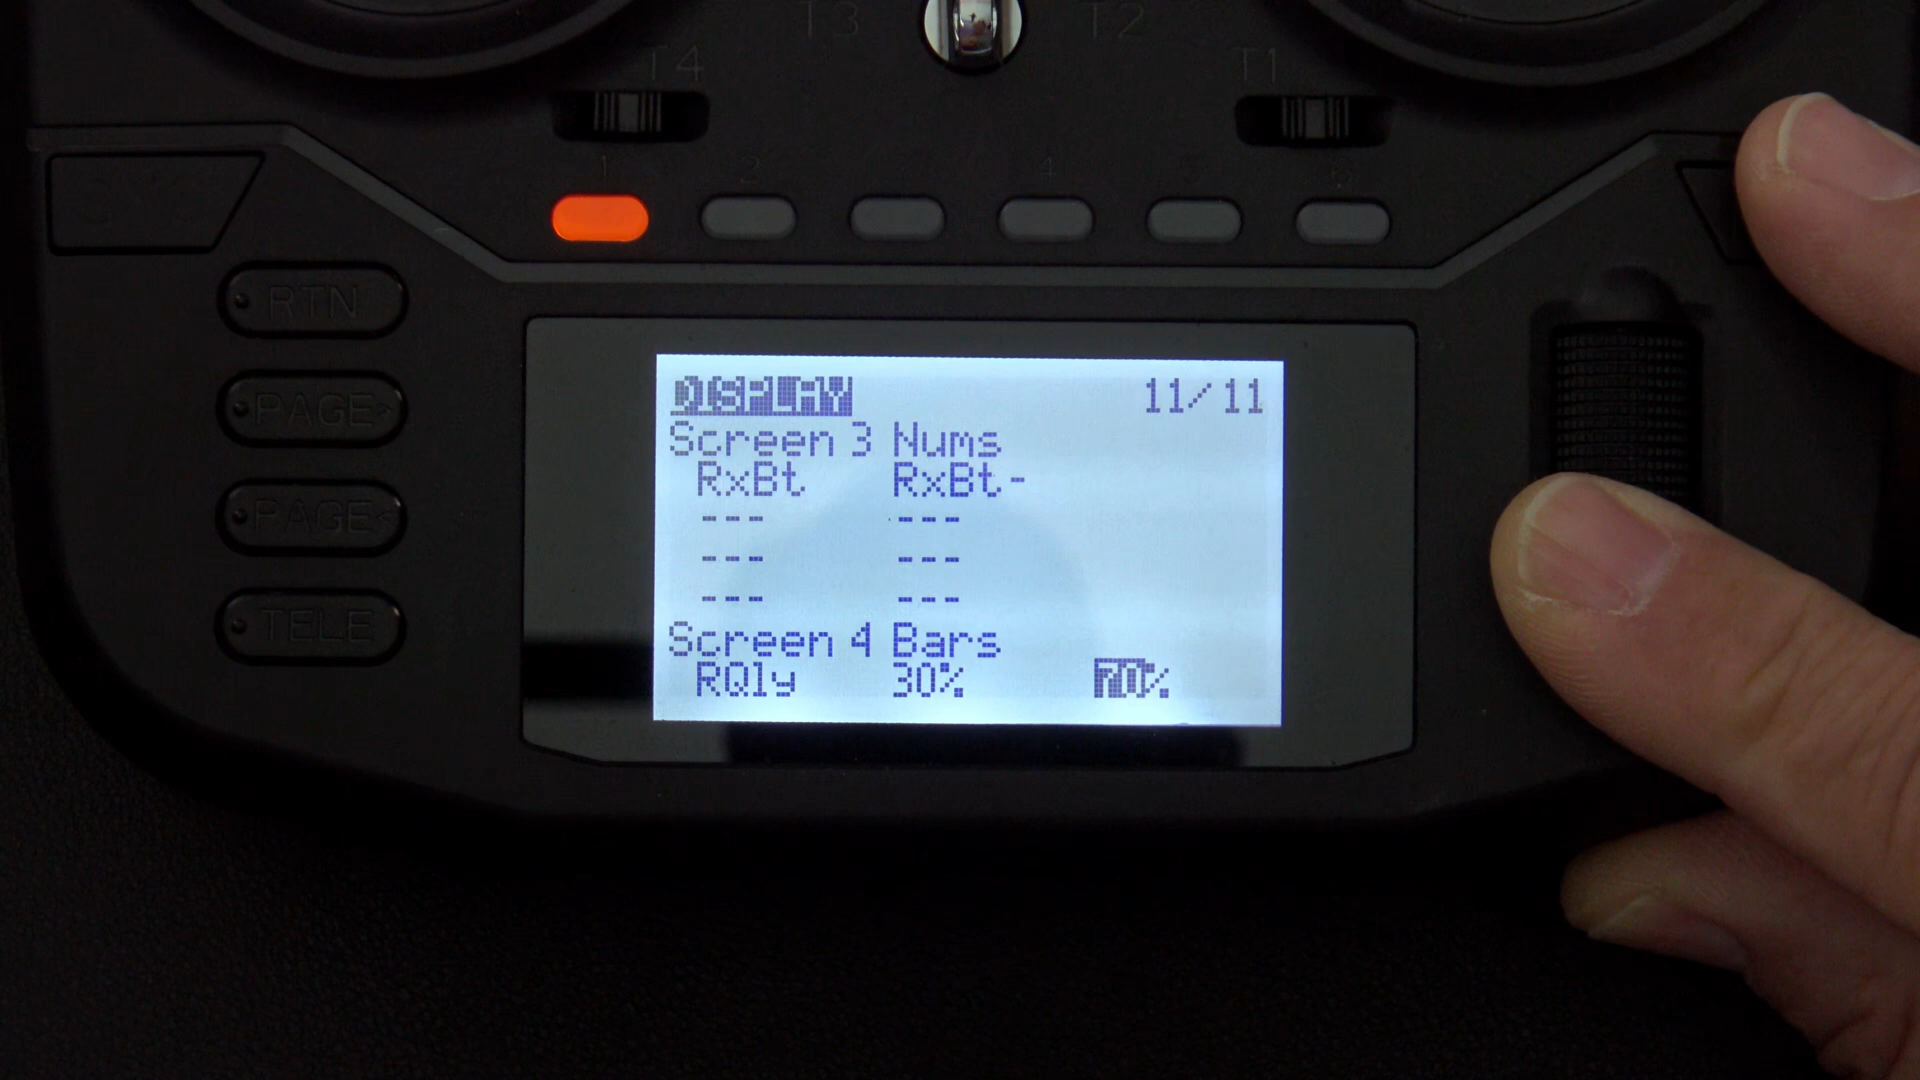 T3 T2
T4 T1
1 2 4 5 6
RTN
PAGE>
PAGE<
TELE
DISPLAY 11/11
Screen 3 Nums
RxBt RxBt-
--- ---
--- ---
--- ---
Screen 4 Bars
RQly 30% 70%